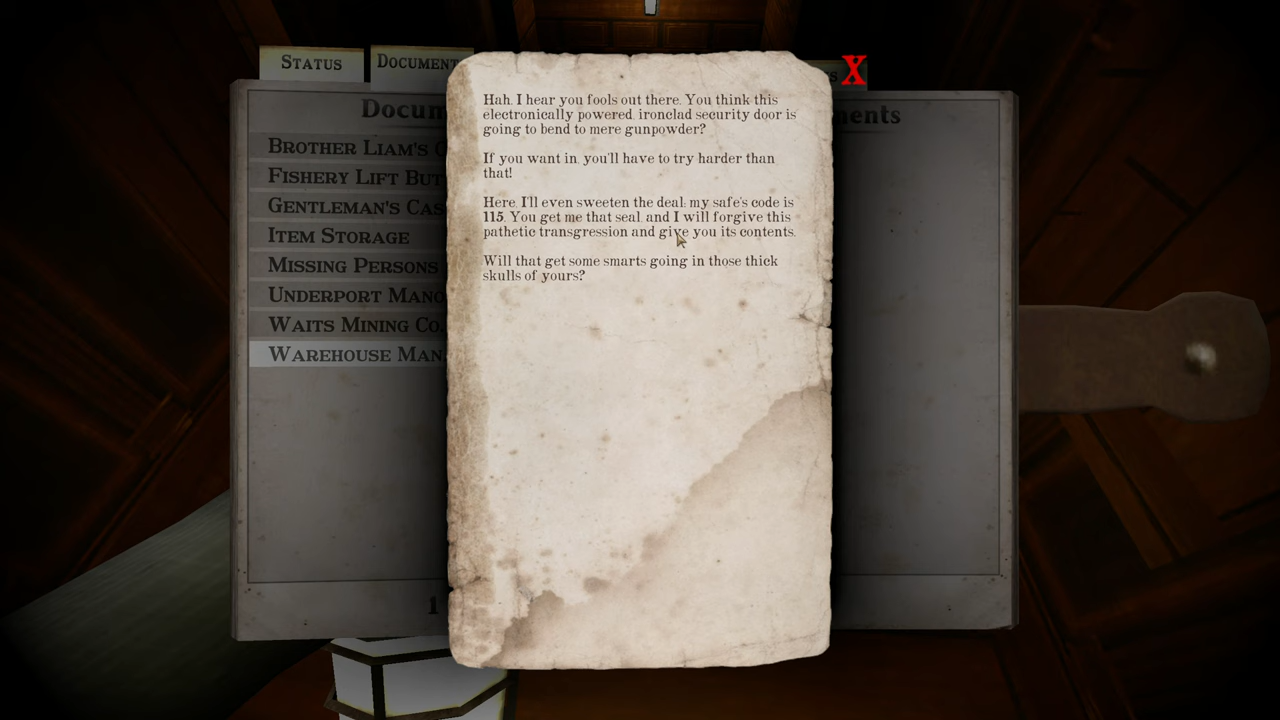 STATUS
DOCUMENT
S
X
Docum
ments
BROTHER LIAM'S
FISHERY LIFT BUT
GENTLEMAN'S CAS
ITEM STORAGE
MISSING PERSONS
UNDERPORT MANO
WAITS MINING CO.
WAREHOUSE MAN
1
Hah. I hear you fools out there. You think this
electronically powered, ironclad security door is
going to bend to mere gunpowder?
If you want in, you'll have to try harder than
that!
Here, I'll even sweeten the deal: my safe's code is
115. You get me that seal, and I will forgive this
pathetic transgression and give you its contents.
Will that get some smarts going in those thick
skulls of yours?